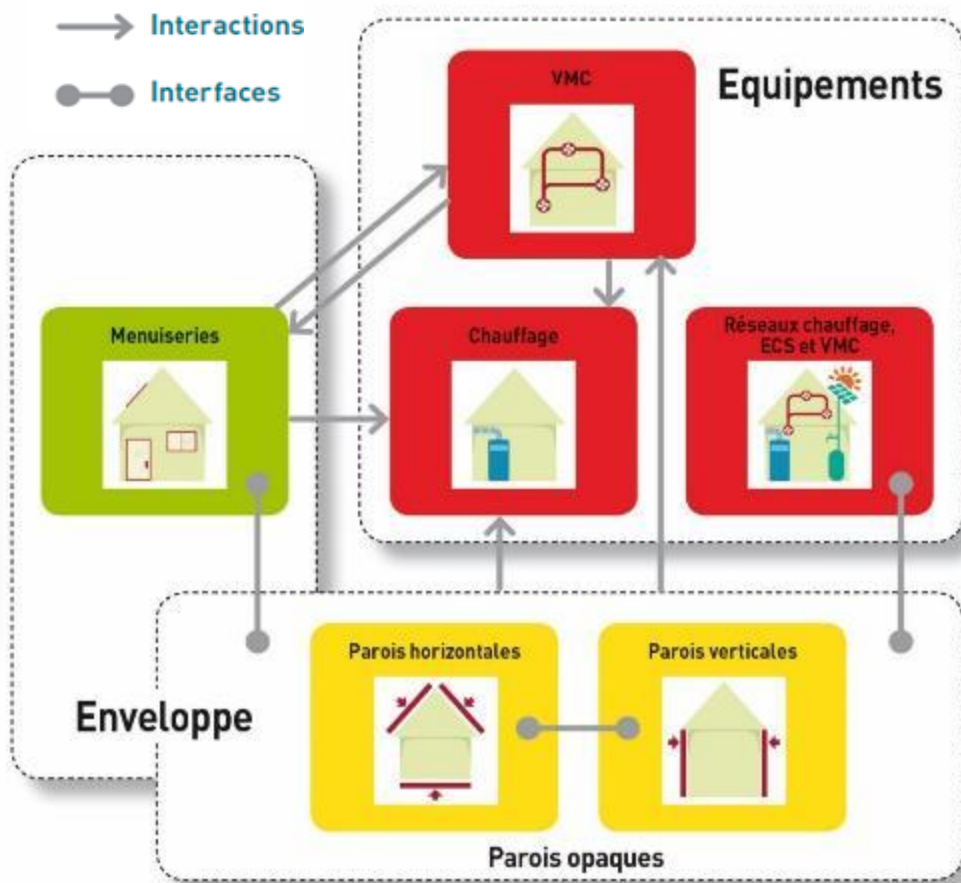 Interactions
Interfaces
Equipements
VMC
Menuiseries
Chauffage
Réseaux chauffage,
ECS et VMC
Parois horizontales
Parois verticales
Enveloppe
Parois opaques